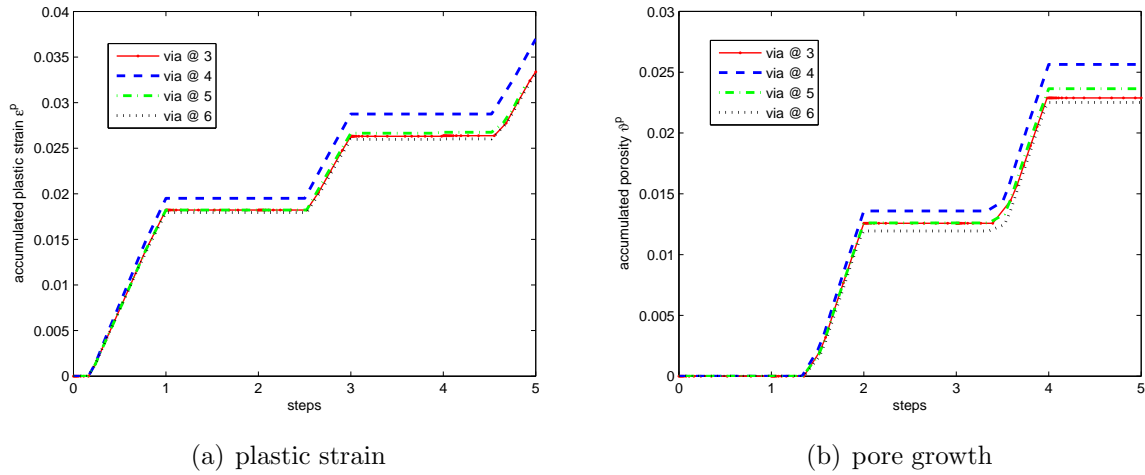 0.04
0.035
0.03
0.025
0.02
0.015
0.01
0.005
0
accumulated plastic strain εᵖ
via @ 3
via @ 4
via @ 5
via @ 6
0 1 2 3 4 5
steps
(a) plastic strain
0.03
0.025
0.02
0.015
0.01
0.005
0
accumulated porosity ϑᵖ
via @ 3
via @ 4
via @ 5
via @ 6
0 1 2 3 4 5
steps
(b) pore growth